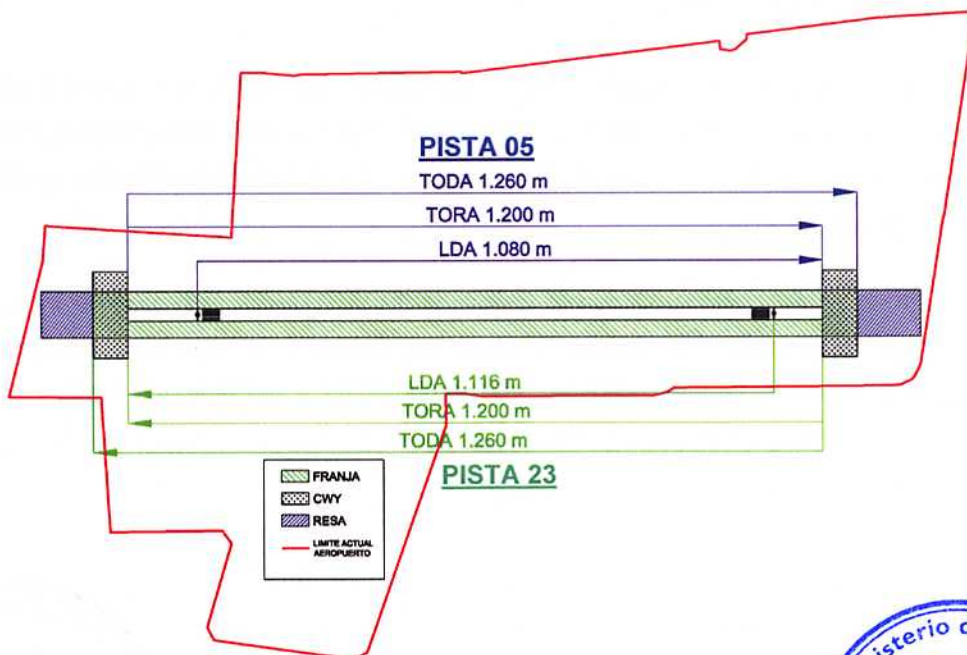 PISTA 05
TODA 1.260 m
TORA 1.200 m
LDA 1.080 m
LDA 1.116 m
TORA 1.200 m
TODA 1.260 m
PISTA 23
FRANJA
CWY
RESA
LIMITE ACTUAL
AEROPUERTO